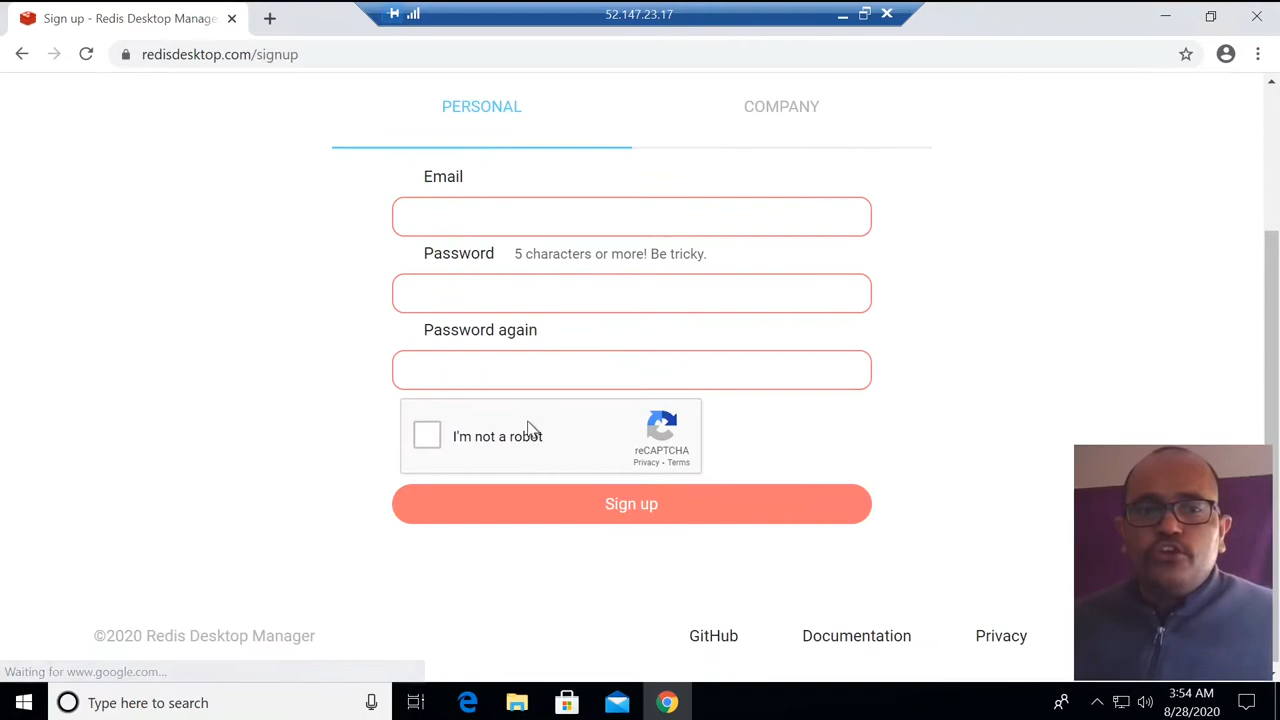 Sign up - Redis Desktop Manage
52.147.23.17
redisdesktop.com/signup
PERSONAL
COMPANY
Email
Password
5 characters or more! Be tricky.
Password again
I'm not a robot
reCAPTCHA
Privacy - Terms
Sign up
©2020 Redis Desktop Manager
GitHub
Documentation
Privacy
Waiting for www.google.com...
Type here to search
3:54 AM
8/28/2020